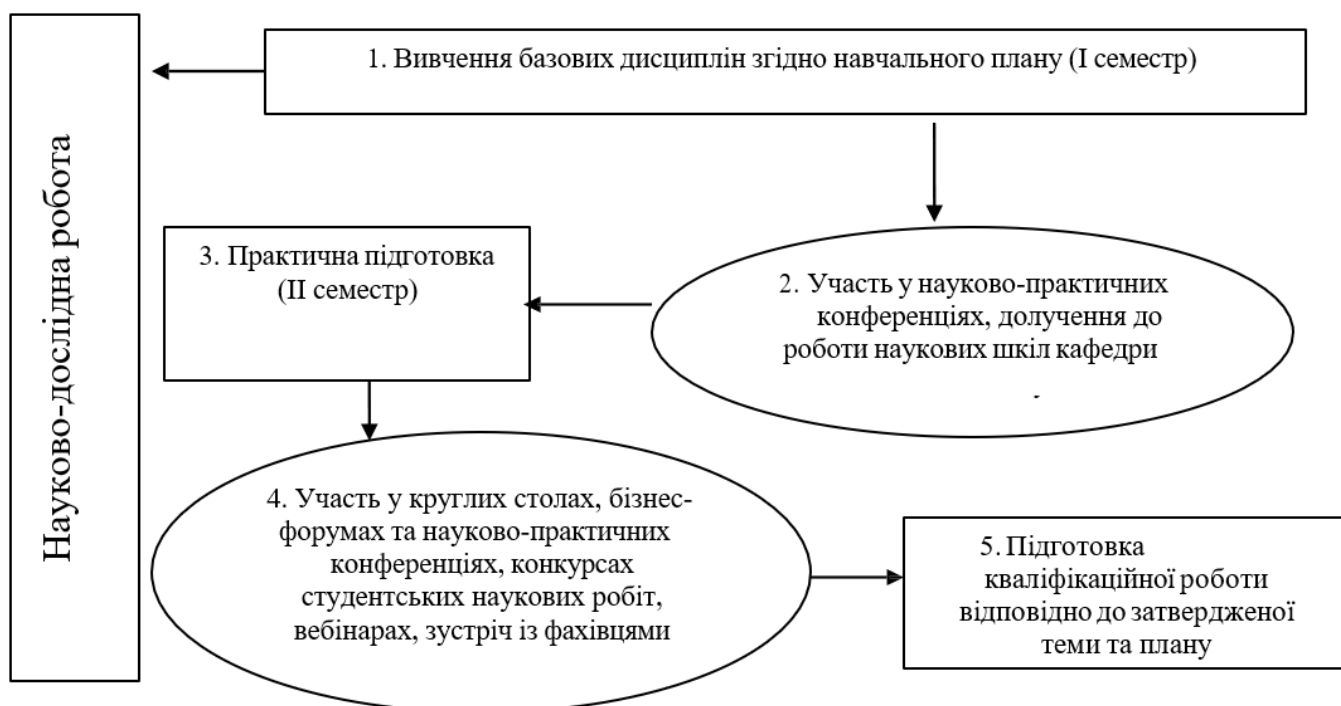 Науково-дослідна робота
1. Вивчення базових дисциплін згідно навчального плану (І семестр)
2. Участь у науково-практичних
конференціях, долучення до
роботи наукових шкіл кафедри
3. Практична підготовка
(ІІ семестр)
4. Участь у круглих столах, бізнес-
форумах та науково-практичних
конференціях, конкурсах
студентських наукових робіт,
вебінарах, зустріч із фахівцями
5. Підготовка
кваліфікаційної роботи
відповідно до затвердженої
теми та плану